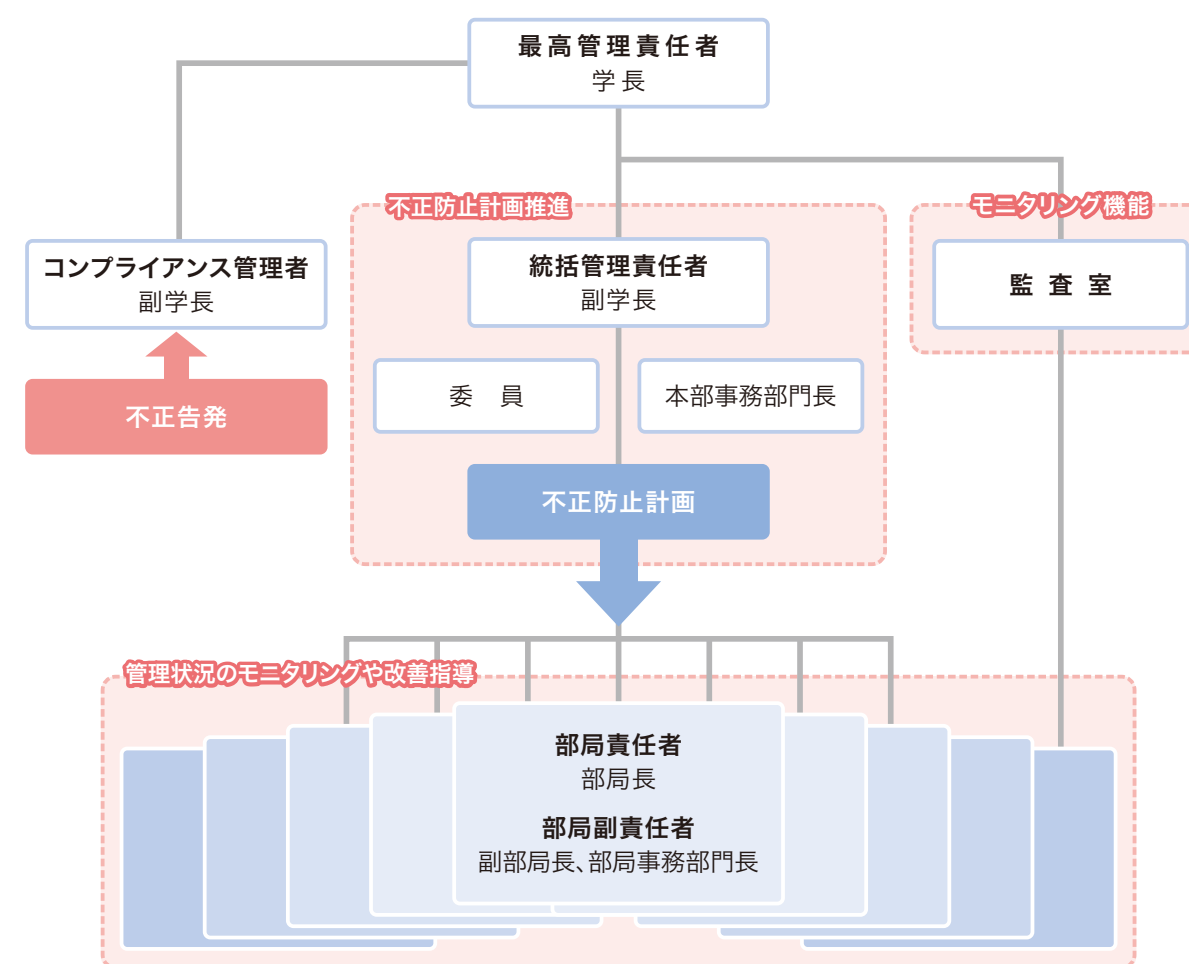 最高管理責任者
学長
不正防止計画推進
モニタリング機能
コンプライアンス管理者
副学長
統括管理責任者
副学長
監査室
不正告発
委　員
本部事務部門長
不正防止計画
管理状況のモニタリングや改善指導
部局責任者
部局長
部局副責任者
副部局長、部局事務部門長